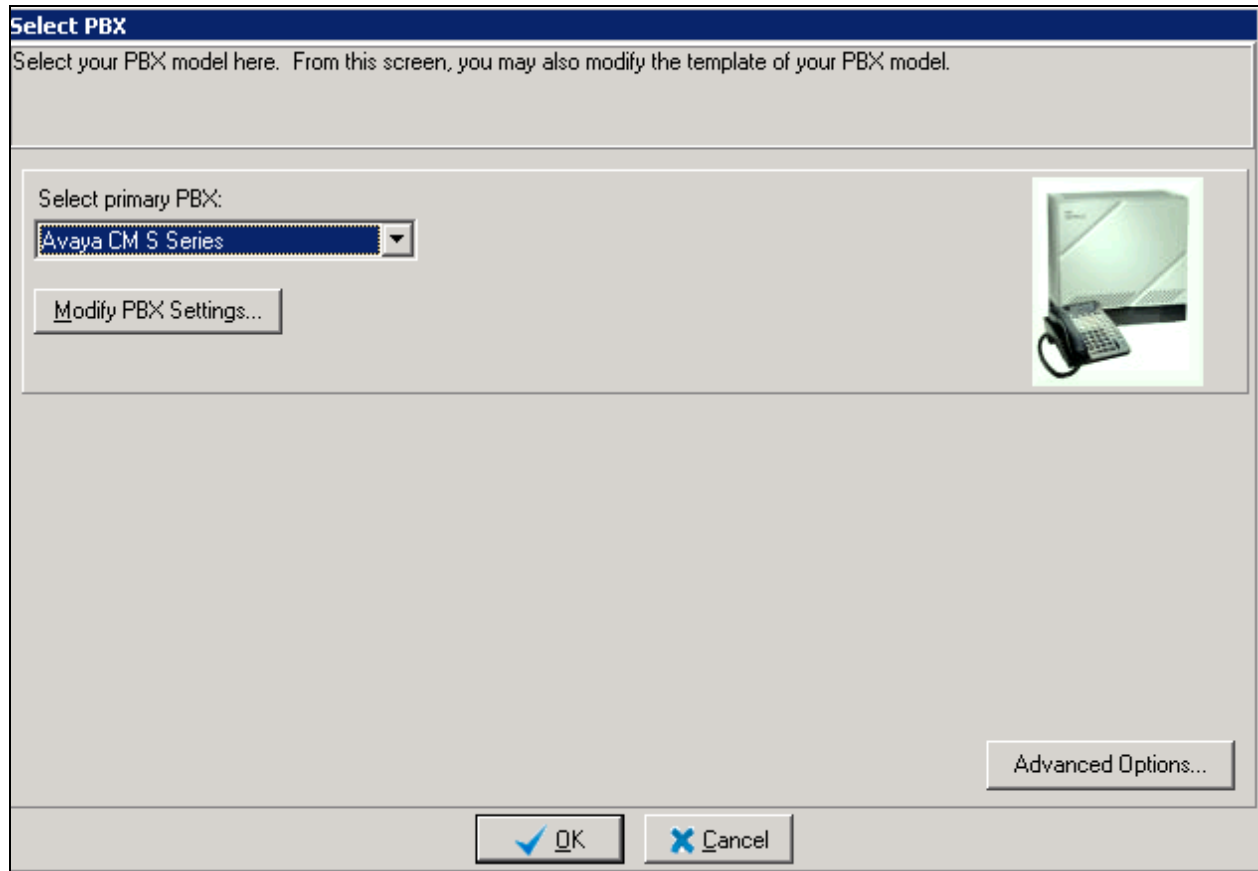 Select PBX
Select your PBX model here.  From this screen, you may also modify the template of your PBX model.
Select primary PBX:
Avaya CM S Series
Modify PBX Settings...
Advanced Options...
OK
Cancel